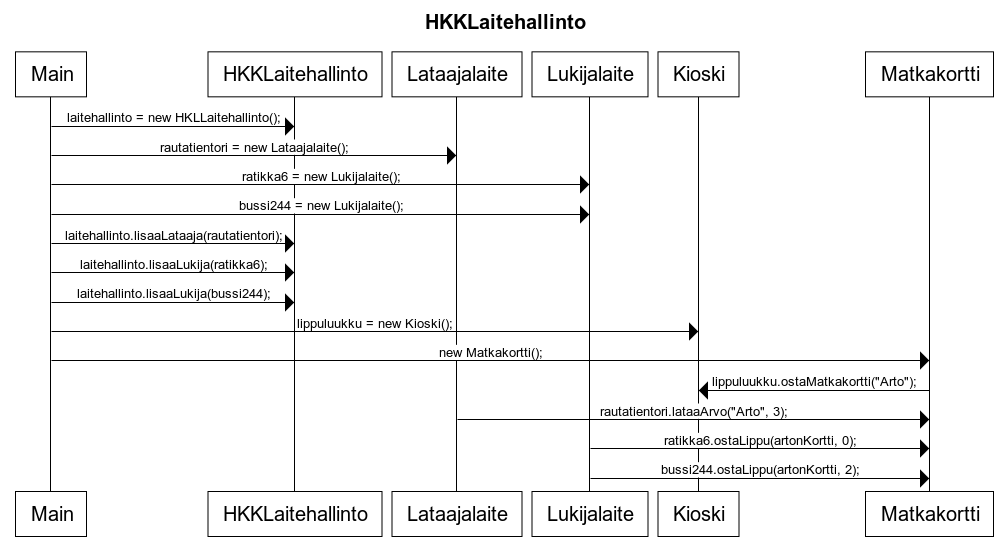 HKKLaitehallinto
Main HKKLaitehallinto Lataajalaite Lukijalaite Kioski Matkakortti
laitehallinto = new HKLLaitehallinto();
rautatientori = new Lataajalaite();
ratikka6 = new Lukijalaite();
bussi244 = new Lukijalaite();
laitehallinto.lisaaLataaja(rautatientori);
laitehallinto.lisaaLukija(ratikka6);
laitehallinto.lisaaLukija(bussi244);
lippuluukku = new Kioski();
new Matkakortti();
lippuluukku.ostaMatkakortti("Arto");
rautatientori.lataaArvo("Arto", 3);
ratikka6.ostaLippu(artonKortti, 0);
bussi244.ostaLippu(artonKortti, 2);
Main HKKLaitehallinto Lataajalaite Lukijalaite Kioski Matkakortti